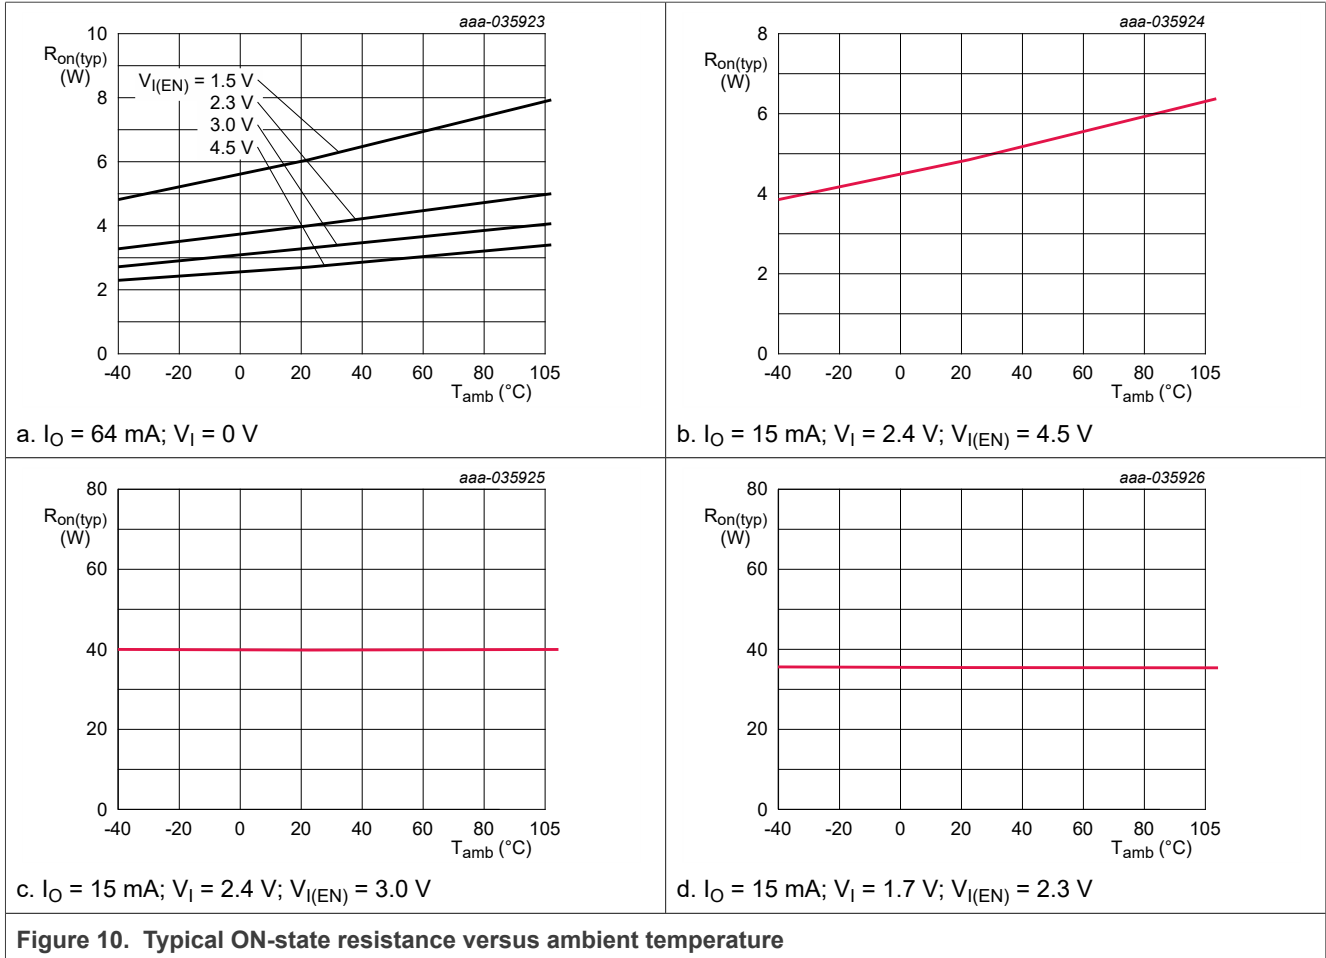 aaa-035923
10
Ron(typ)
(W)
VI(EN) = 1.5 V
8
2.3 V
3.0 V
4.5 V
6
4
2
0
-40 -20 0 20 40 60 80 105
Tamb (°C)
a. IO = 64 mA; VI = 0 V
aaa-035924
8
Ron(typ)
(W)
6
4
2
0
-40 -20 0 20 40 60 80 105
Tamb (°C)
b. IO = 15 mA; VI = 2.4 V; VI(EN) = 4.5 V
aaa-035925
80
Ron(typ)
(W)
60
40
20
0
-40 -20 0 20 40 60 80 105
Tamb (°C)
c. IO = 15 mA; VI = 2.4 V; VI(EN) = 3.0 V
aaa-035926
80
Ron(typ)
(W)
60
40
20
0
-40 -20 0 20 40 60 80 105
Tamb (°C)
d. IO = 15 mA; VI = 1.7 V; VI(EN) = 2.3 V
Figure 10. Typical ON-state resistance versus ambient temperature